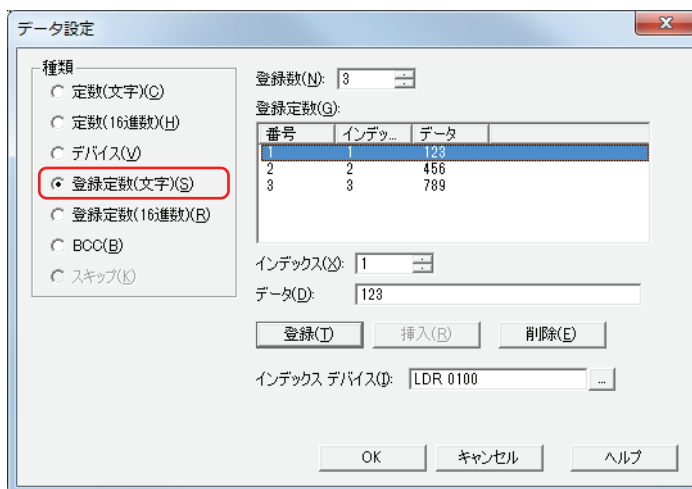 データ設定
種類
定数(文字)(C)
定数(16進数)(H)
デバイス(V)
登録定数(文字)(S)
登録定数(16進数)(R)
BCC(B)
スキップ(K)
登録数(N): 3
登録定数(G):
番号 インデッ... データ
1 1 123
2 2 456
3 3 789
インデックス(X): 1
データ(D): 123
登録(T) 挿入(R) 削除(E)
インデックス デバイス(I): LDR 0100 ...
OK キャンセル ヘルプ